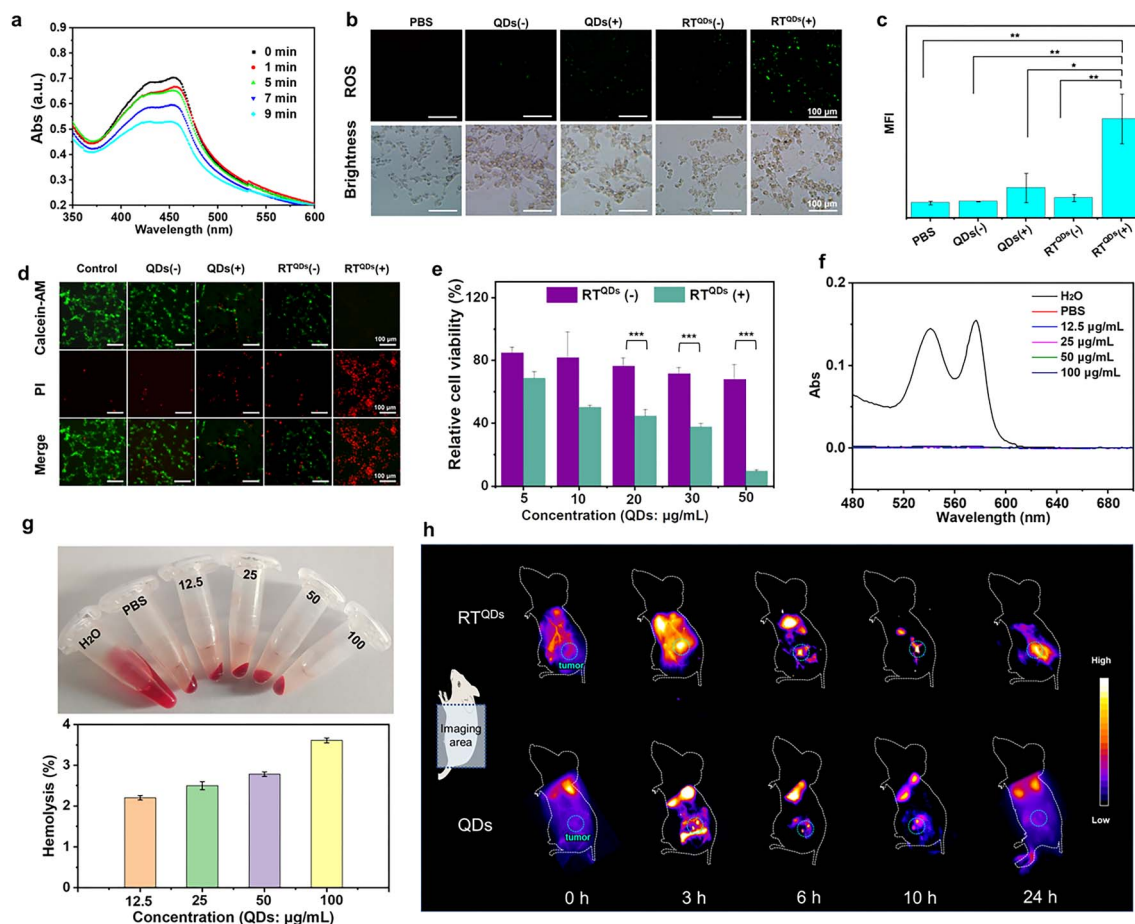 a
Abs (a.u.)
0.9
0.8
0.7
0.6
0.5
0.4
0.3
0.2
0 min
1 min
5 min
7 min
9 min
350 400 450 500 550 600
Wavelength (nm)
b
PBS QDs(-) QDs(+) RTQDs(-) RTQDs(+)
ROS
100 µm
Brightness
100 µm
c
MFI
**
**
*
**
PBS
QDs(-)
QDs(+)
RTQDs(-)
RTQDs(+)
d
Control QDs(-) QDs(+) RTQDs(-) RTQDs(+)
Calcein-AM
100 µm
PI
100 µm
Merge
100 µm
e
Relative cell viability (%)
120
80
40
0
RTQDs (-) RTQDs (+)
*** *** ***
5 10 20 30 50
Concentration (QDs: µg/mL)
f
Abs
0.2
0.1
0.0
H2O
PBS
12.5 µg/mL
25 µg/mL
50 µg/mL
100 µg/mL
480 520 560 600 640 680
Wavelength (nm)
g
H2O
PBS
12.5
25
50
100
Hemolysis (%)
4
3
2
1
0
12.5 25 50 100
Concentration (QDs: µg/mL)
h
RTQDs
tumor
Imaging
area
QDs
tumor
High
Low
0 h 3 h 6 h 10 h 24 h